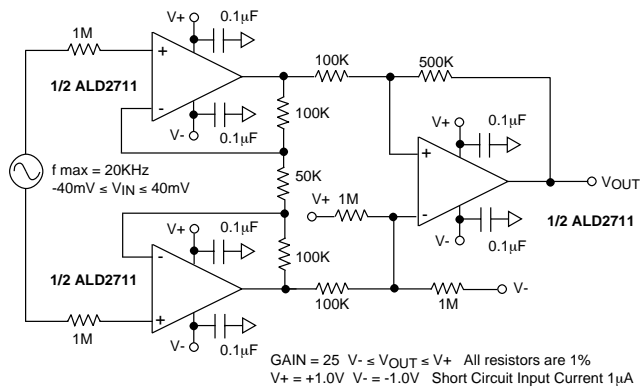 V+
0.1µF
1M
+
1/2 ALD2711
-
V-
0.1µF
100K
100K
500K
V+
0.1µF
+
-
VOUT
V-
0.1µF
1/2 ALD2711
f max = 20KHz
-40mV ≤ VIN ≤ 40mV
50K
V+
1M
V+
0.1µF
-
1/2 ALD2711
+
100K
100K
1M
V-
1M
V-
0.1µF
GAIN = 25 V- ≤ VOUT ≤ V+ All resistors are 1%
V+ = +1.0V V- = -1.0V Short Circuit Input Current 1µA